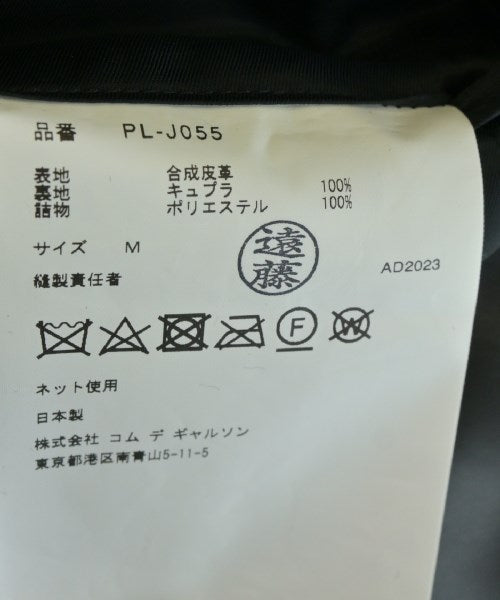 品番 PL-J055
表地 合成皮革
裏地 キュプラ 100%
詰物 ポリエステル 100%
サイズ M
縫製責任者 遠藤
AD2023
F W
ネット使用
日本製
株式会社 コム デ ギャルソン
東京都港区南青山5-11-5